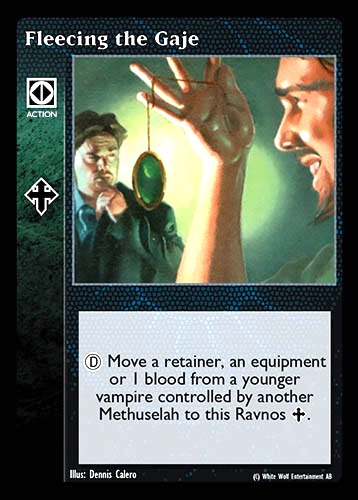 Fleecing the Gaje
ACTION
D Move a retainer, an equipment
or 1 blood from a younger
vampire controlled by another
Methuselah to this Ravnos.
Illus: Dennis Calero
(C) White Wolf Entertainment AB